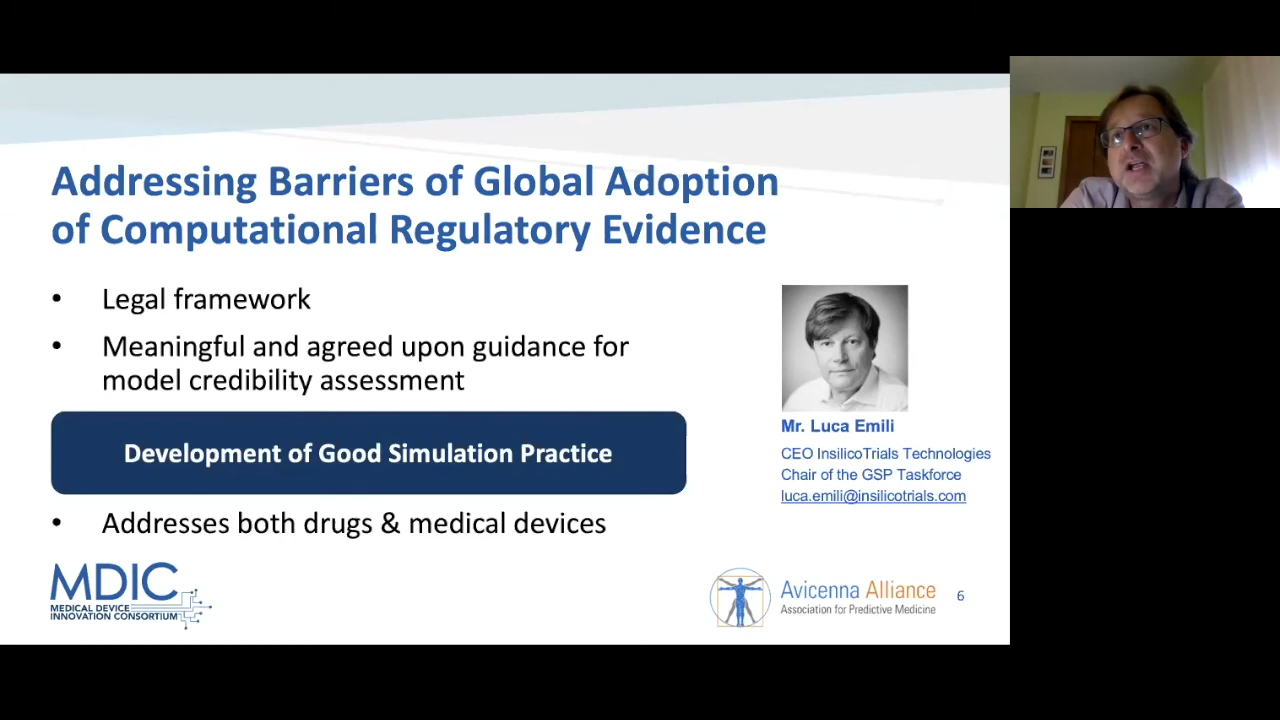 Addressing Barriers of Global Adoption
of Computational Regulatory Evidence
• Legal framework
• Meaningful and agreed upon guidance for
model credibility assessment
Development of Good Simulation Practice
• Addresses both drugs & medical devices
Mr. Luca Emili
CEO InsilicoTrials Technologies
Chair of the GSP Taskforce
luca.emili@insilicotrials.com
MDIC
MEDICAL DEVICE
INNOVATION CONSORTIUM
Avicenna Alliance
Association for Predictive Medicine
6